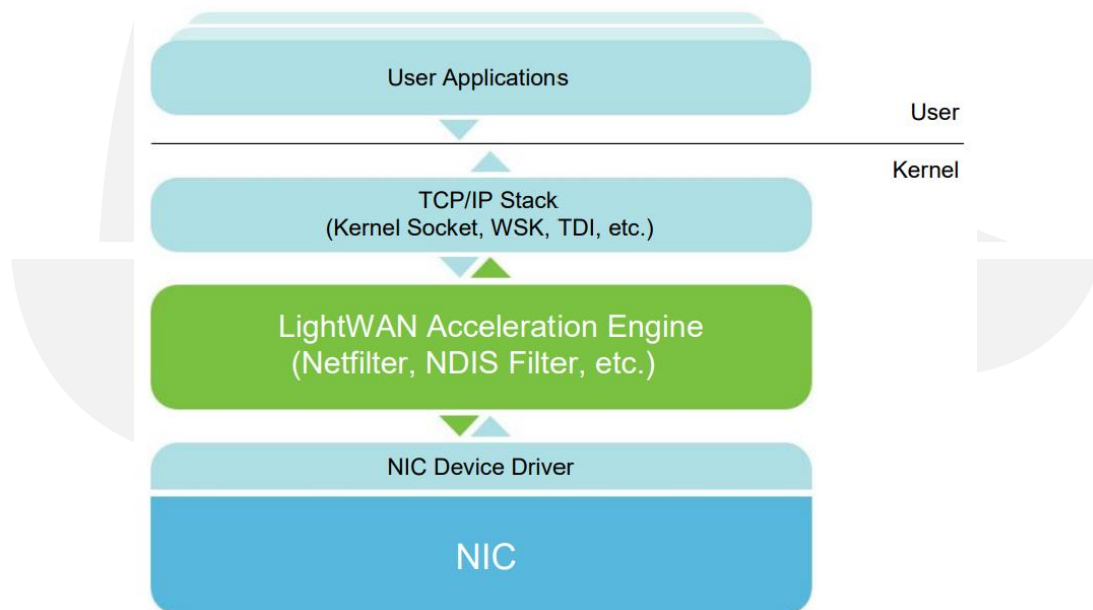 User Applications
User
Kernel
TCP/IP Stack
(Kernel Socket, WSK, TDI, etc.)
LightWAN Acceleration Engine
(Netfilter, NDIS Filter, etc.)
NIC Device Driver
NIC